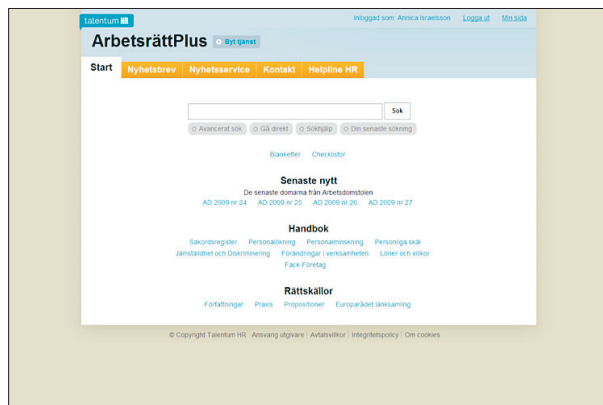 talentum HR
Inloggad som: Annica Israelsson Logga ut Min sida
ArbetsrättPlus Byt tjänst
Start Nyhetsbrev Nyhetsservice Kontakt Helpline HR
Sök
Avancerat sök Gå direkt Sökhjälp Din senaste sökning
Blanketter Checklistor
Senaste nytt
De senaste domarna från Arbetsdomstolen
AD 2009 nr 24 AD 2009 nr 25 AD 2009 nr 26 AD 2009 nr 27
Handbok
Sakordsregister Personalökning Personalminskning Personliga skäl
Jämställdhet och Diskriminering Förändringar i verksamheten Löner och villkor
Fack-Företag
Rättskällor
Författningar Praxis Propositioner Europarådet länksamling
© Copyright Talentum HR Ansvarig utgivare | Avtalsvillkor | Integritetspolicy | Om cookies